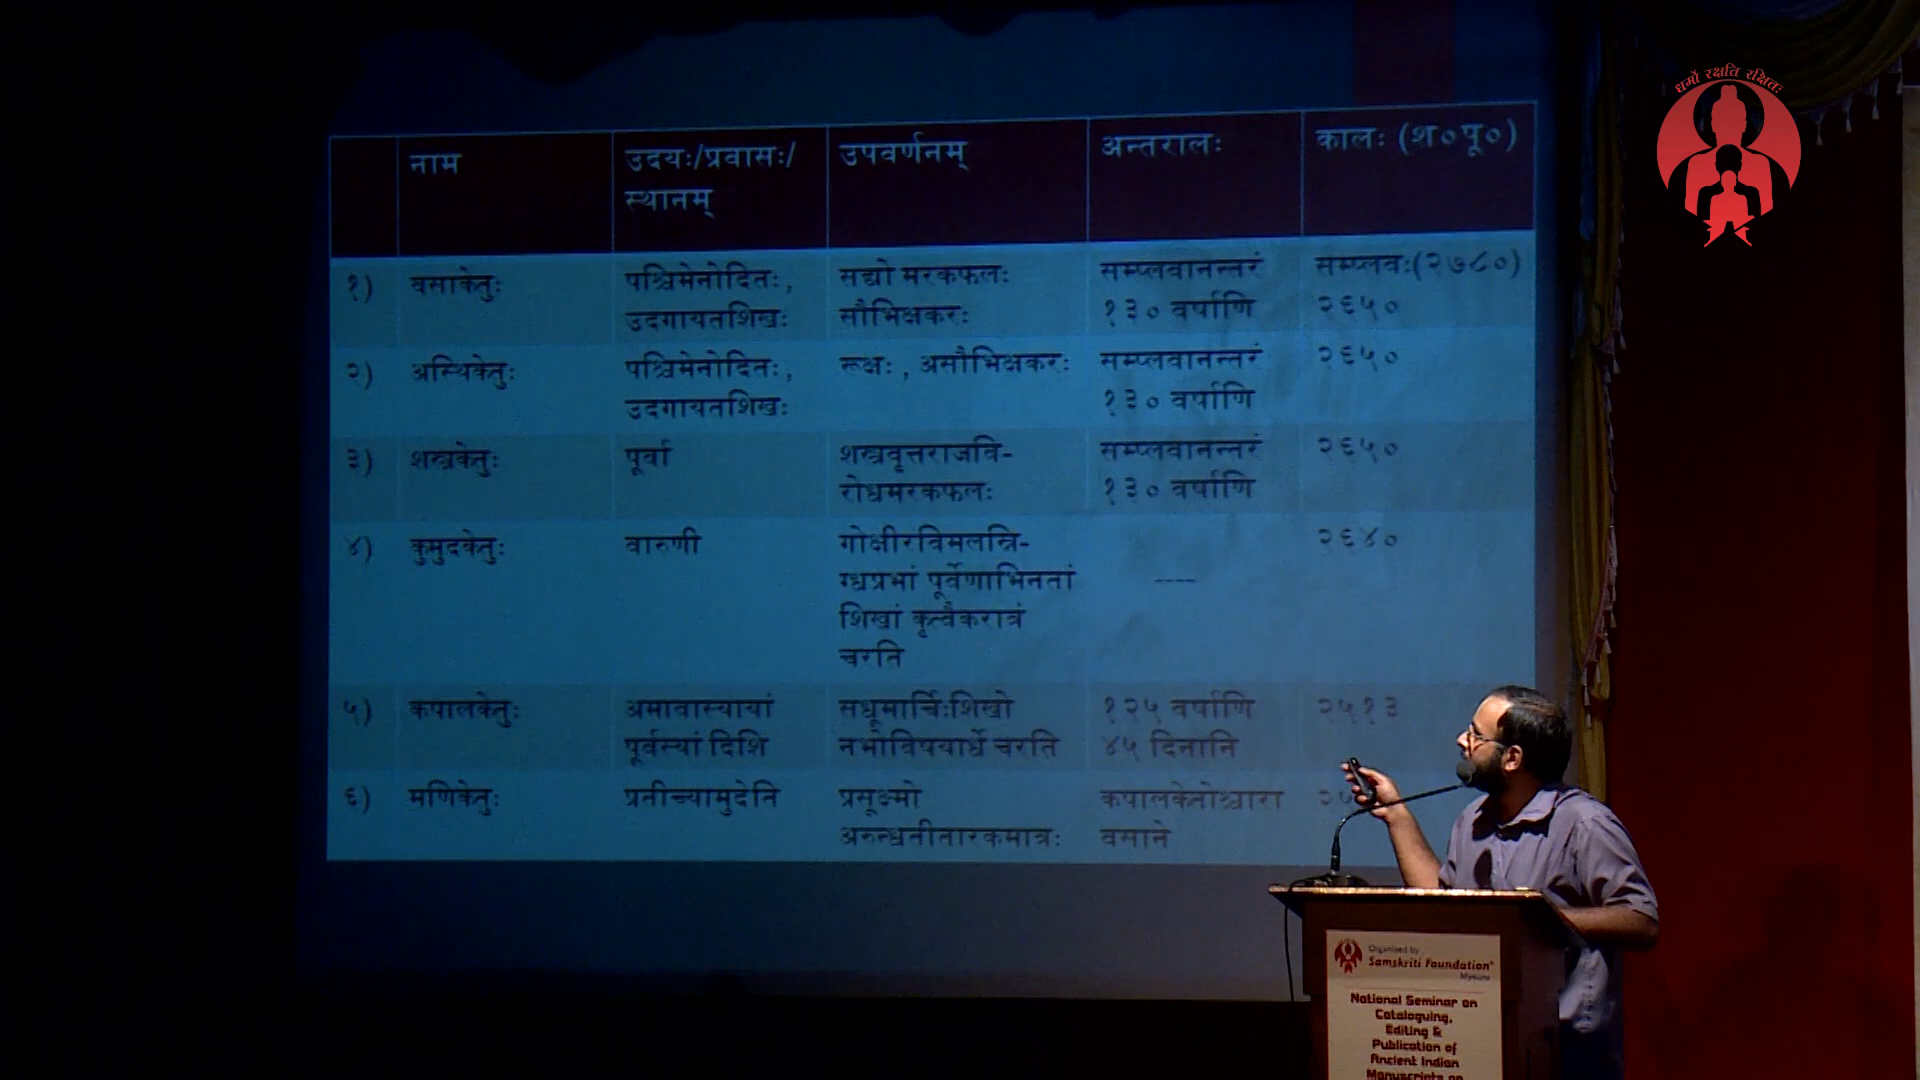 धर्मो रक्षति रक्षितः
नाम
उदयः/प्रवासः/
स्थानम्
उपवर्णनम्
अन्तरालः
कालः (श०पू०)
१)
वसाकेतुः
पश्चिमेनोदितः,
उदगायतशिखः
सद्यो मरकफलः
सौभिक्षकरः
सम्प्लवानन्तरं
१३० वर्षाणि
सम्प्लवः(२७८०)
२६५०
२)
अस्थिकेतुः
पश्चिमेनोदितः,
उदगायतशिखः
रूक्षः , असौभिक्षकरः
सम्प्लवानन्तरं
१३० वर्षाणि
२६५०
३)
शस्त्रकेतुः
पूर्वा
शस्त्रवृत्तराजवि-
रोधमरकफलः
सम्प्लवानन्तरं
१३० वर्षाणि
२६५०
४)
कुमुदकेतुः
वारुणी
गोक्षीरविमलस्नि-
ग्धप्रभां पूर्वेणाभिनतां
शिखां कृत्वैकरात्रं
चरति
----
२६४०
५)
कपालकेतुः
अमावास्यायां
पूर्वस्यां दिशि
सधूमार्चिःशिखो
नभोविषयार्धे चरति
१२५ वर्षाणि
४५ दिनानि
२५१३
६)
मणिकेतुः
प्रतीच्यामुदेति
प्रसूक्ष्मो
अरुन्धतीतारकमात्रः
कपालकेतोश्चारा
वसाने
Organised by
Samskriti Foundation®
Mysuru
National Seminar on
Cataloguing,
Editing &
Publication of
Ancient Indian
Manuscripts on